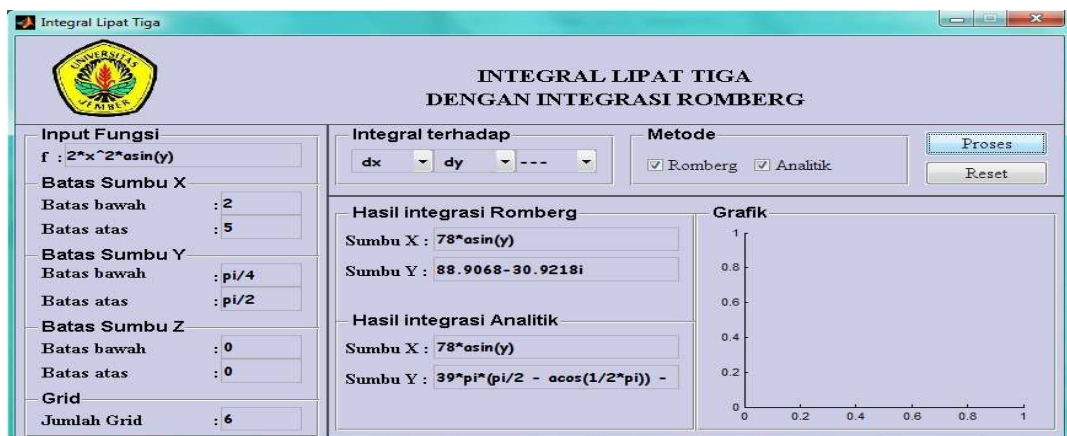 Integral Lipat Tiga
UNIVERSITAS
JEMBER
INTEGRAL LIPAT TIGA
DENGAN INTEGRASI ROMBERG
Input Fungsi
f : 2*x^2*asin(y)
Batas Sumbu X
Batas bawah : 2
Batas atas : 5
Batas Sumbu Y
Batas bawah : pi/4
Batas atas : pi/2
Batas Sumbu Z
Batas bawah : 0
Batas atas : 0
Grid
Jumlah Grid : 6
Integral terhadap
dx dy ---
Metode
Romberg Analitik
Proses
Reset
Hasil integrasi Romberg
Sumbu X : 78*asin(y)
Sumbu Y : 88.9068-30.9218i
Hasil integrasi Analitik
Sumbu X : 78*asin(y)
Sumbu Y : 39*pi*(pi/2 - acos(1/2*pi)) -
Grafik
1
0.8
0.6
0.4
0.2
0
0 0.2 0.4 0.6 0.8 1